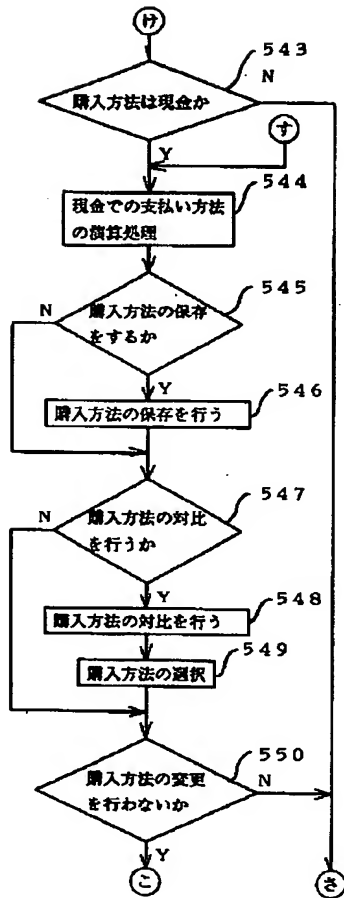 け
543
購入方法は現金か
N
Y
す
544
現金での支払い方法
の演算処理
545
N
購入方法の保存
をするか
Y
546
購入方法の保存を行う
547
N
購入方法の対比
を行うか
Y
548
購入方法の対比を行う
549
購入方法の選択
550
購入方法の変更
を行わないか
N
Y
こ
さ